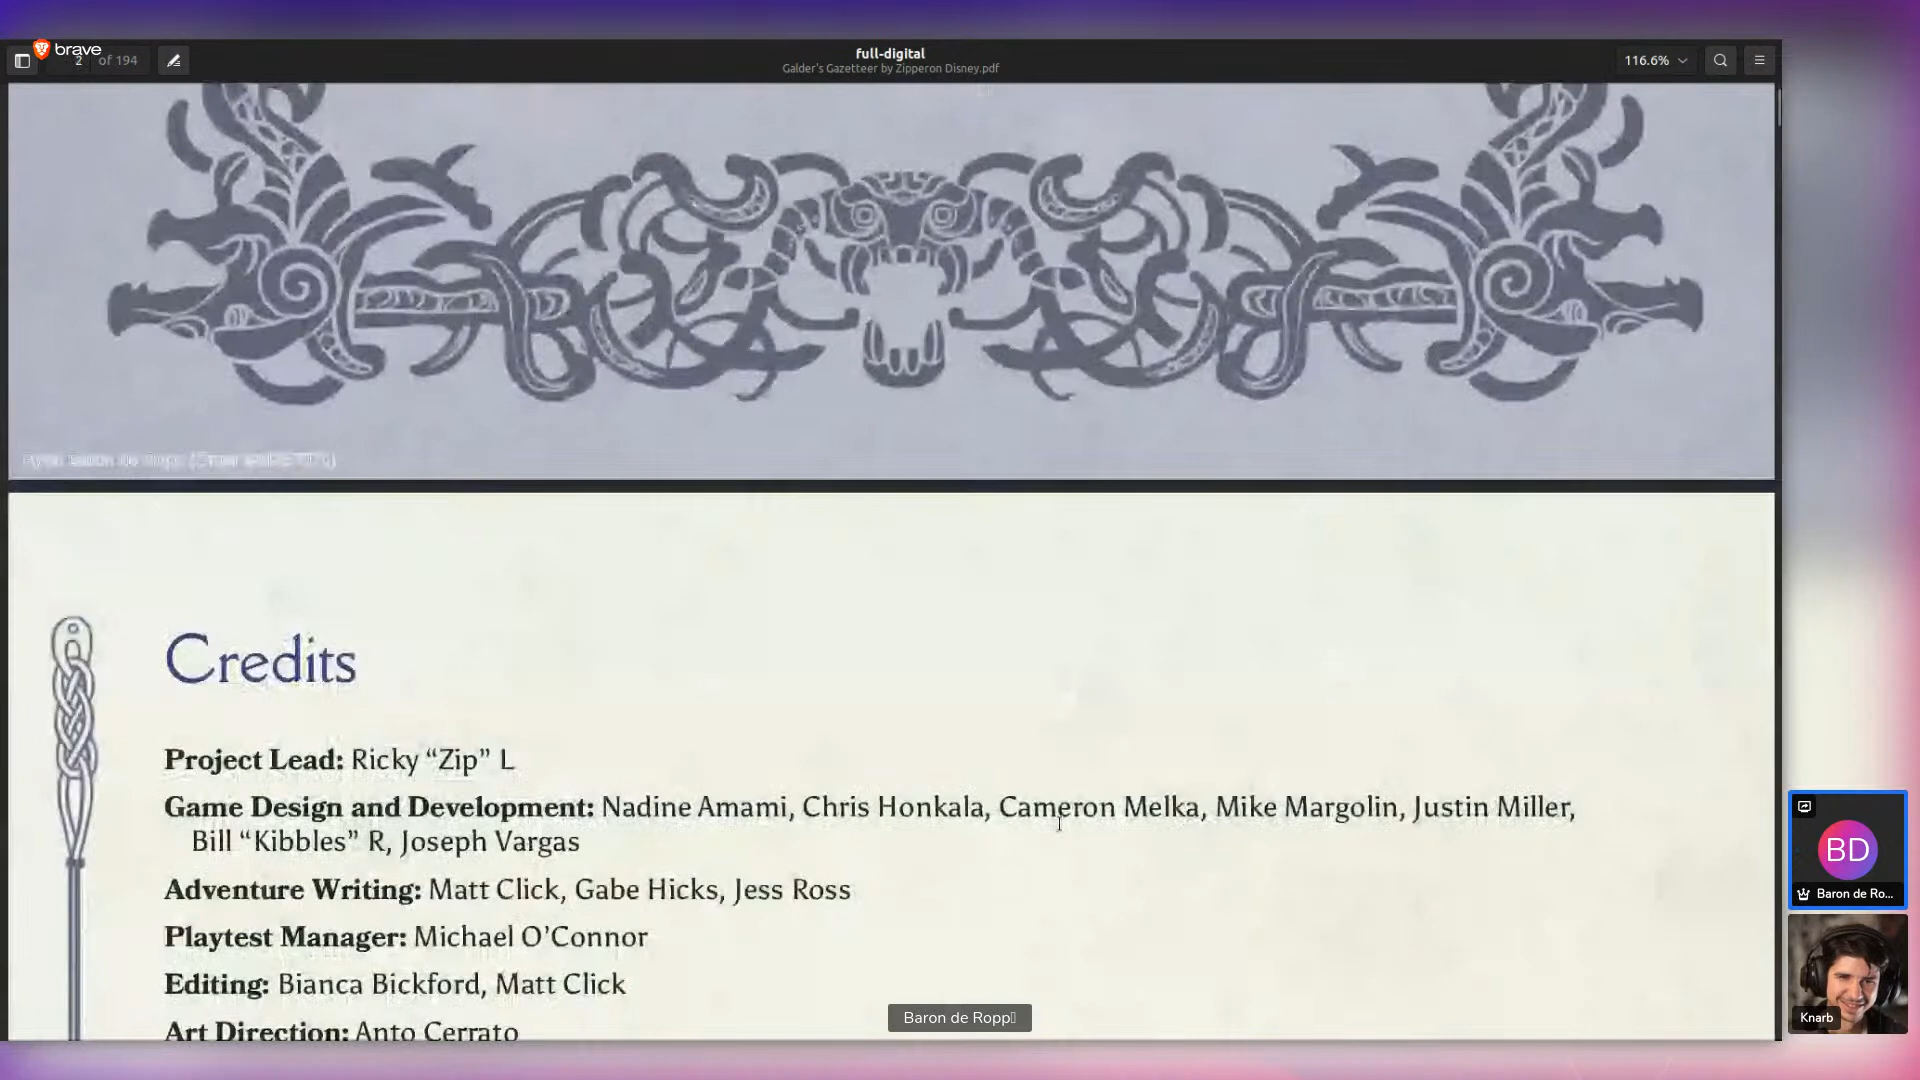 brave
2 of 194
full-digital
Galder's Gazetteer by Zipperon Disney.pdf
116.6%
Credits
Project Lead: Ricky “Zip” L
Game Design and Development: Nadine Amami, Chris Honkala, Cameron Melka, Mike Margolin, Justin Miller,
Bill “Kibbles” R, Joseph Vargas
Adventure Writing: Matt Click, Gabe Hicks, Jess Ross
Playtest Manager: Michael O’Connor
Editing: Bianca Bickford, Matt Click
Art Direction: Anto Cerrato
Baron de Ropp
BD
Baron de Ro...
Knarb